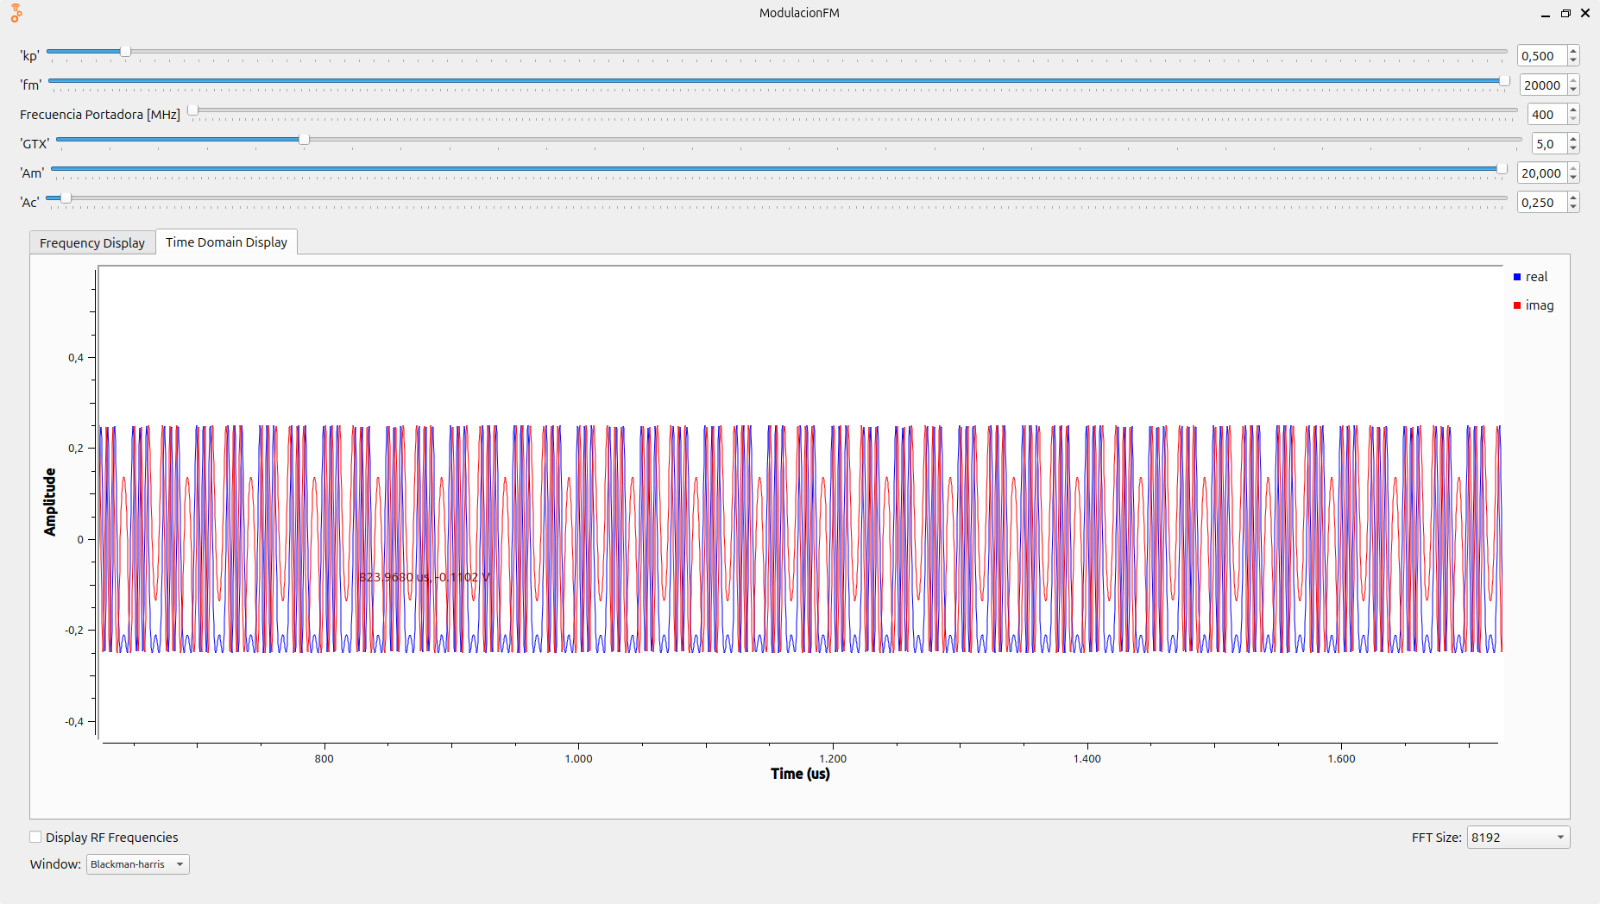 ModulacionFM
'kp' 0,500
'fm' 20000
Frecuencia Portadora [MHz] 400
'GTX' 5,0
'Am' 20,000
'Ac' 0,250
Frequency Display Time Domain Display
real
imag
0,4
0,2
0
-0,2
-0,4
Amplitude
823.9680 us, -0.1102 V
800 1.000 1.200 1.400 1.600
Time (us)
Display RF Frequencies FFT Size: 8192
Window: Blackman-harris